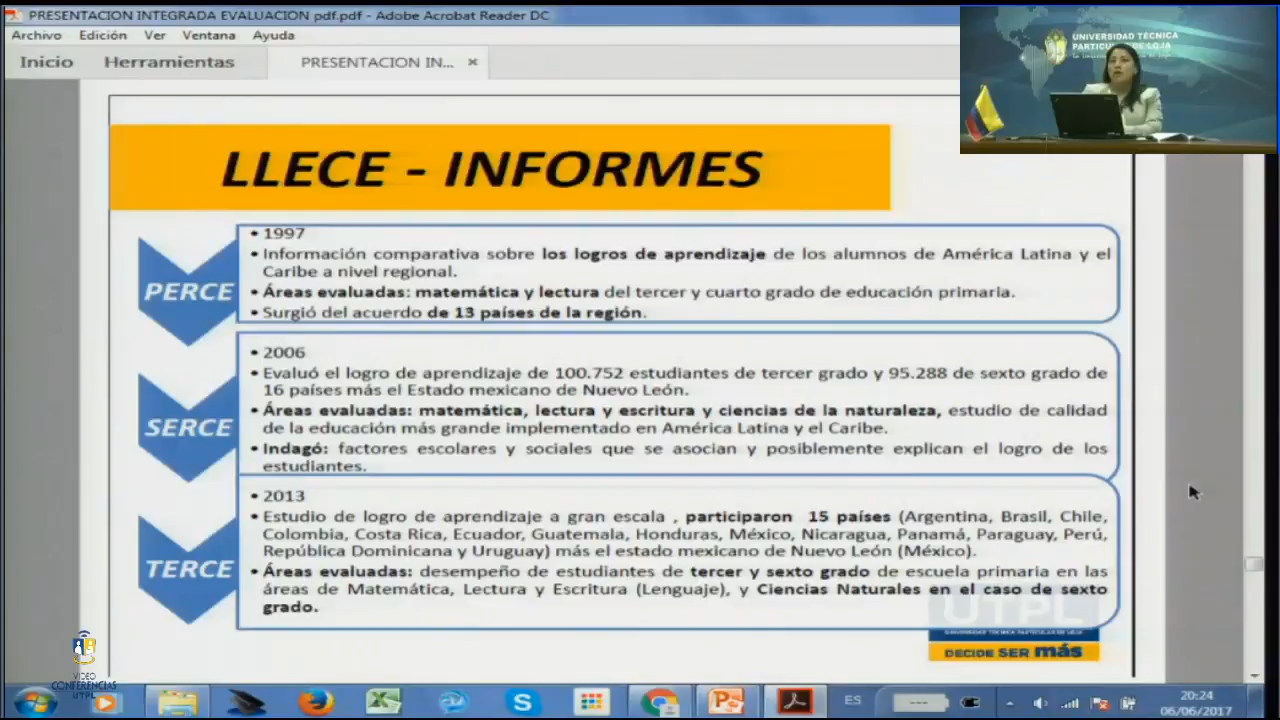 PRESENTACION INTEGRADA EVALUACION pdf.pdf - Adobe Acrobat Reader DC
Archivo Edición Ver Ventana Ayuda
Inicio Herramientas PRESENTACION IN... ×
UNIVERSIDAD TÉCNICA
PARTICULAR DE LOJA
LLECE - INFORMES
PERCE
• 1997
• Información comparativa sobre los logros de aprendizaje de los alumnos de América Latina y el
Caribe a nivel regional.
• Áreas evaluadas: matemática y lectura del tercer y cuarto grado de educación primaria.
• Surgió del acuerdo de 13 países de la región.
SERCE
• 2006
• Evaluó el logro de aprendizaje de 100.752 estudiantes de tercer grado y 95.288 de sexto grado de
16 países más el Estado mexicano de Nuevo León.
• Áreas evaluadas: matemática, lectura y escritura y ciencias de la naturaleza, estudio de calidad
de la educación más grande implementado en América Latina y el Caribe.
• Indagó: factores escolares y sociales que se asocian y posiblemente explican el logro de los
estudiantes.
TERCE
• 2013
• Estudio de logro de aprendizaje a gran escala , participaron 15 países (Argentina, Brasil, Chile,
Colombia, Costa Rica, Ecuador, Guatemala, Honduras, México, Nicaragua, Panamá, Paraguay, Perú,
República Dominicana y Uruguay) más el estado mexicano de Nuevo León (México).
• Áreas evaluadas: desempeño de estudiantes de tercer y sexto grado de escuela primaria en las
áreas de Matemática, Lectura y Escritura (Lenguaje), y Ciencias Naturales en el caso de sexto
grado.
UTPL
UNIVERSIDAD TÉCNICA PARTICULAR DE LOJA
DECIDE SER más
VIDEO
CONFERENCIAS
UTPL
ES
20:24
06/06/2017